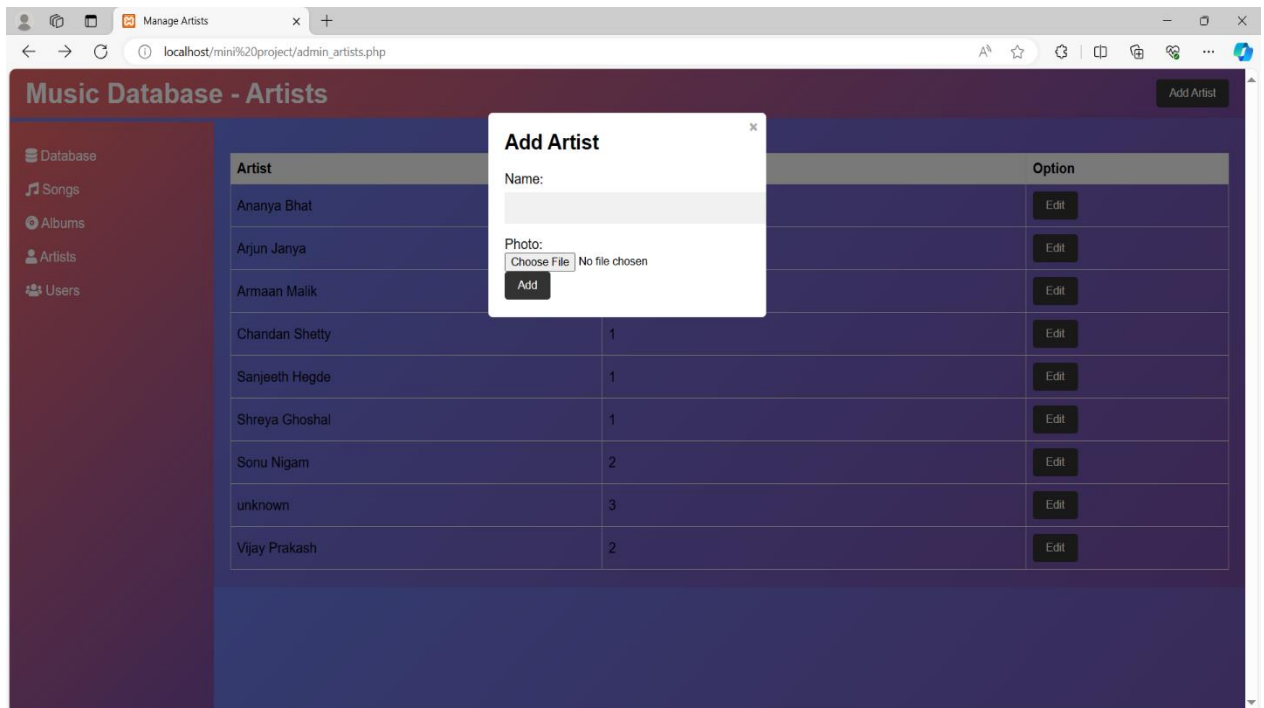 Manage Artists
localhost/mini%20project/admin_artists.php
Music Database - Artists
Add Artist
Database
Songs
Albums
Artists
Users
Add Artist
×
Name:
Photo:
Choose File No file chosen
Add
Artist Option
Ananya Bhat Edit
Arjun Janya Edit
Armaan Malik Edit
Chandan Shetty 1 Edit
Sanjeeth Hegde 1 Edit
Shreya Ghoshal 1 Edit
Sonu Nigam 2 Edit
unknown 3 Edit
Vijay Prakash 2 Edit